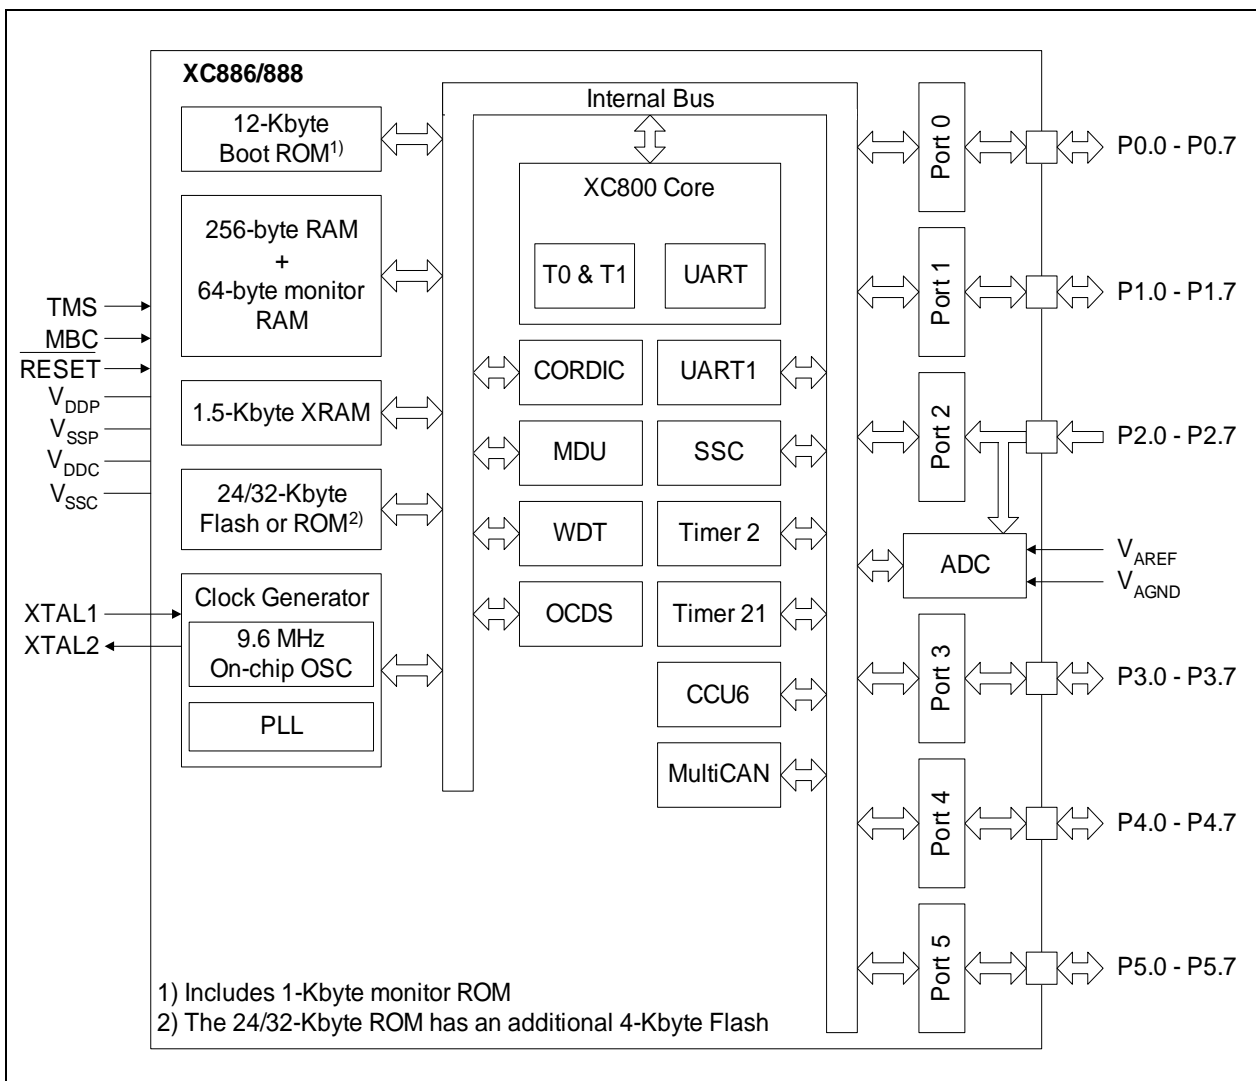 XC886/888
Internal Bus
12-Kbyte
Boot ROM1)
256-byte RAM
+
64-byte monitor
RAM
1.5-Kbyte XRAM
24/32-Kbyte
Flash or ROM2)
Clock Generator
9.6 MHz
On-chip OSC
PLL
TMS
MBC
RESET
VDDP
VSSP
VDDC
VSSC
XTAL1
XTAL2
XC800 Core
T0 & T1
UART
CORDIC
UART1
MDU
SSC
WDT
Timer 2
OCDS
Timer 21
CCU6
MultiCAN
Port 0
P0.0 - P0.7
Port 1
P1.0 - P1.7
Port 2
P2.0 - P2.7
ADC
VAREF
VAGND
Port 3
P3.0 - P3.7
Port 4
P4.0 - P4.7
Port 5
P5.0 - P5.7
1) Includes 1-Kbyte monitor ROM
2) The 24/32-Kbyte ROM has an additional 4-Kbyte Flash